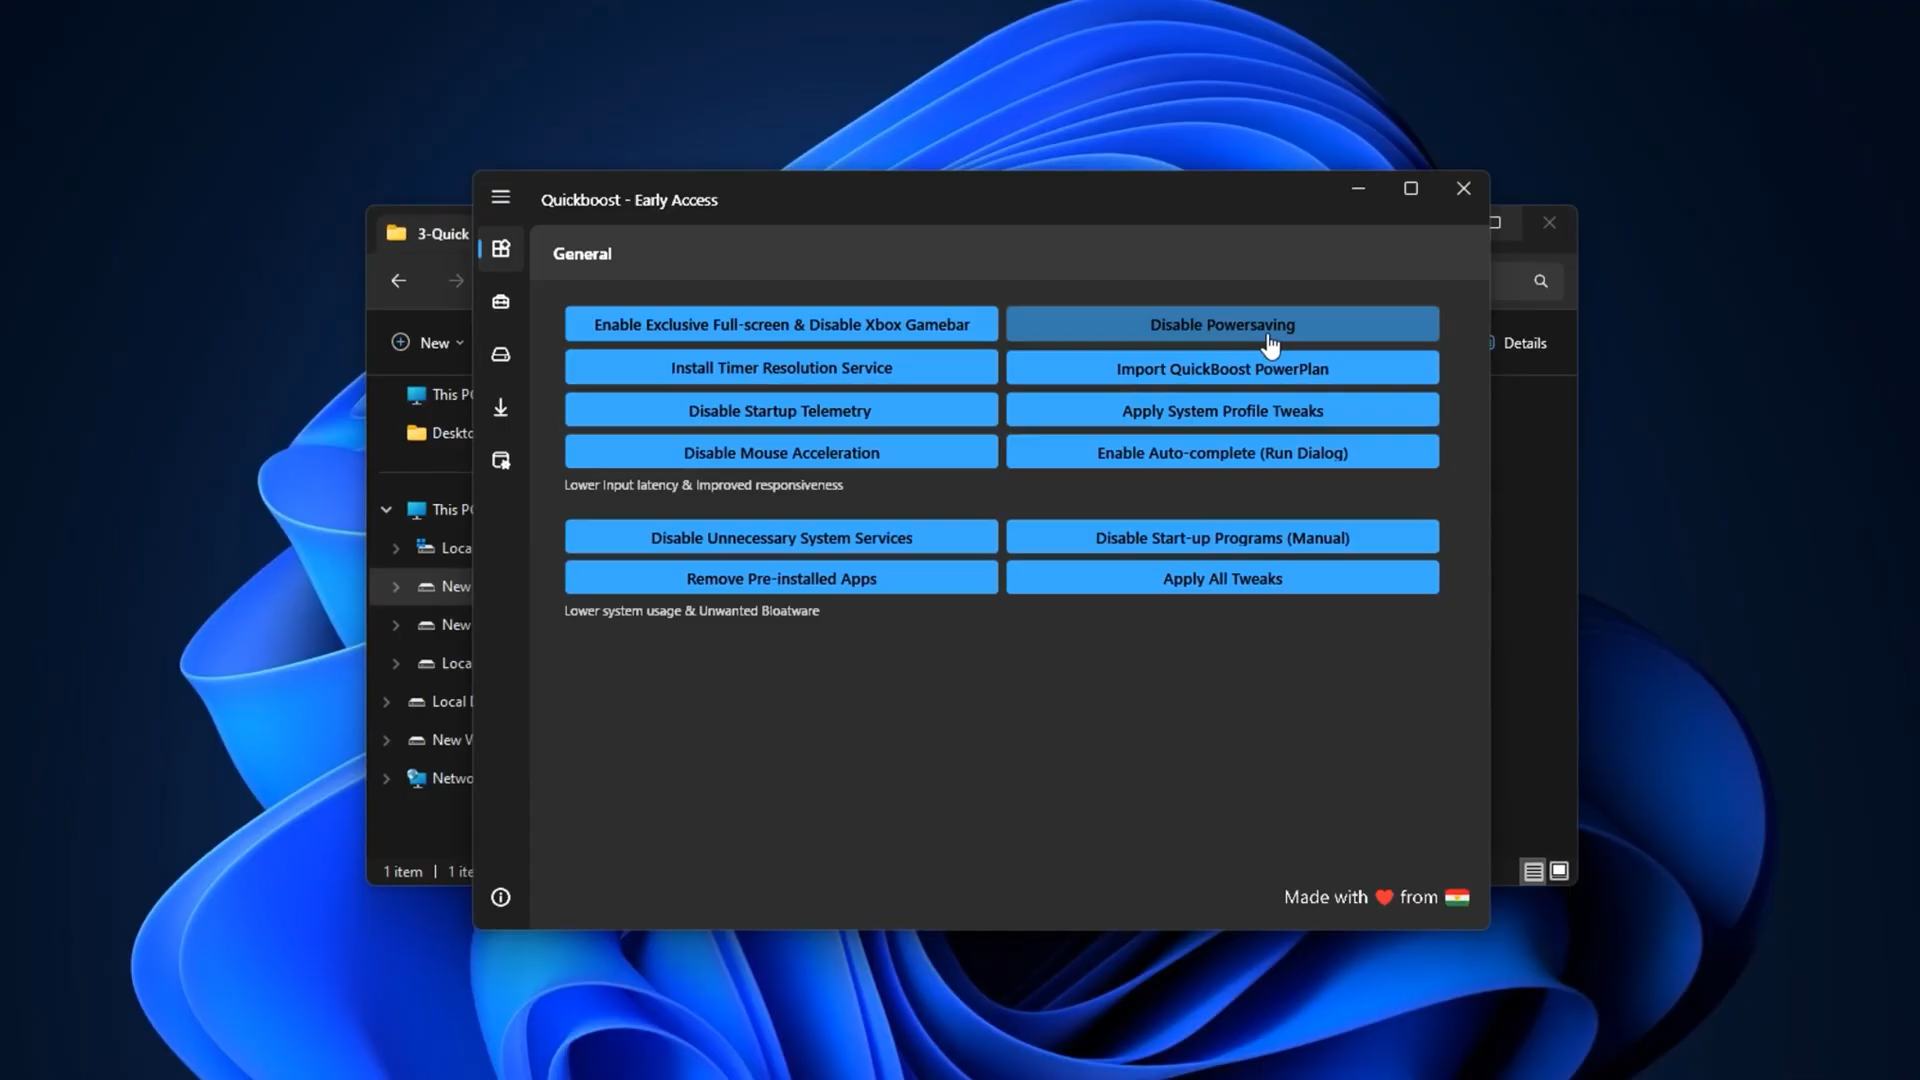 Quickboost - Early Access
3-Quick
General
Enable Exclusive Full-screen & Disable Xbox Gamebar
Disable Powersaving
New
Details
Install Timer Resolution Service
Import QuickBoost PowerPlan
This P
Disable Startup Telemetry
Apply System Profile Tweaks
Deskto
Disable Mouse Acceleration
Enable Auto-complete (Run Dialog)
Lower Input latency & Improved responsiveness
This P
Disable Unnecessary System Services
Disable Start-up Programs (Manual)
Loca
Remove Pre-installed Apps
Apply All Tweaks
New
Lower system usage & Unwanted Bloatware
New
Loca
Local
New V
Netwo
1 item
1 ite
Made with ❤️ from